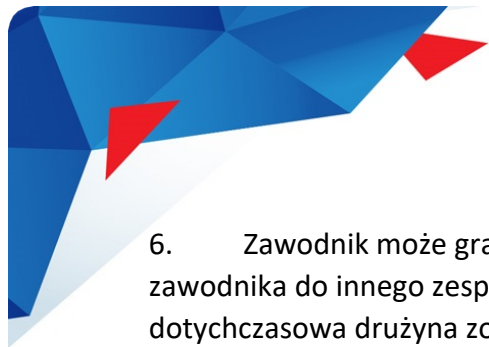 6. Zawodnik może gra
zawodnika do innego zesp
dotychczasowa drużyna zo